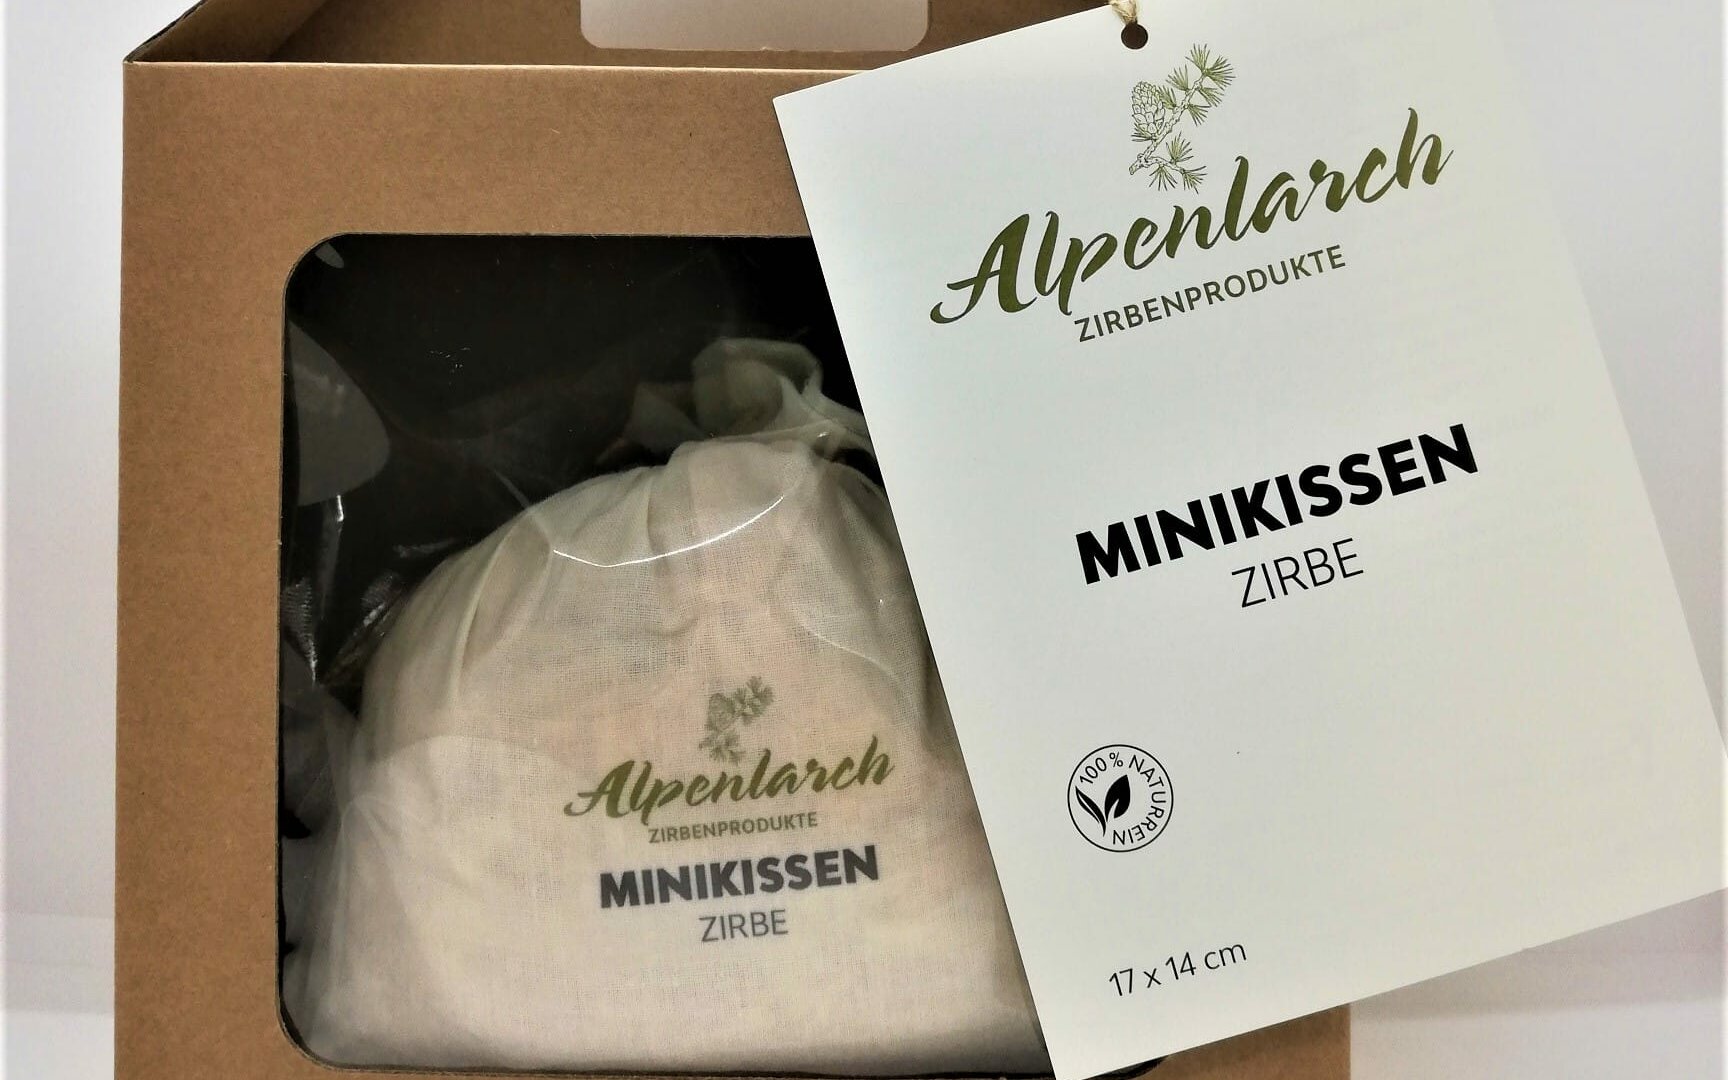 Alpenlarch
ZIRBENPRODUKTE
MINIKISSEN
ZIRBE
100% NATURREIN
17 x 14 cm
Alpenlarch
ZIRBENPRODUKTE
MINIKISSEN
ZIRBE